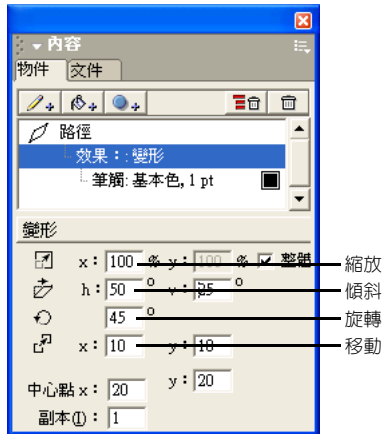 內容
物件 文件
路徑
效果：: 變形
筆觸: 基本色, 1 pt
變形
x： 100 % y： 100 % 整體 縮放
h： 50 ° v： 25 ° 傾斜
45 ° 旋轉
x： 10 y： 10 移動
中心點 x： 20 y： 20
副本(I)： 1